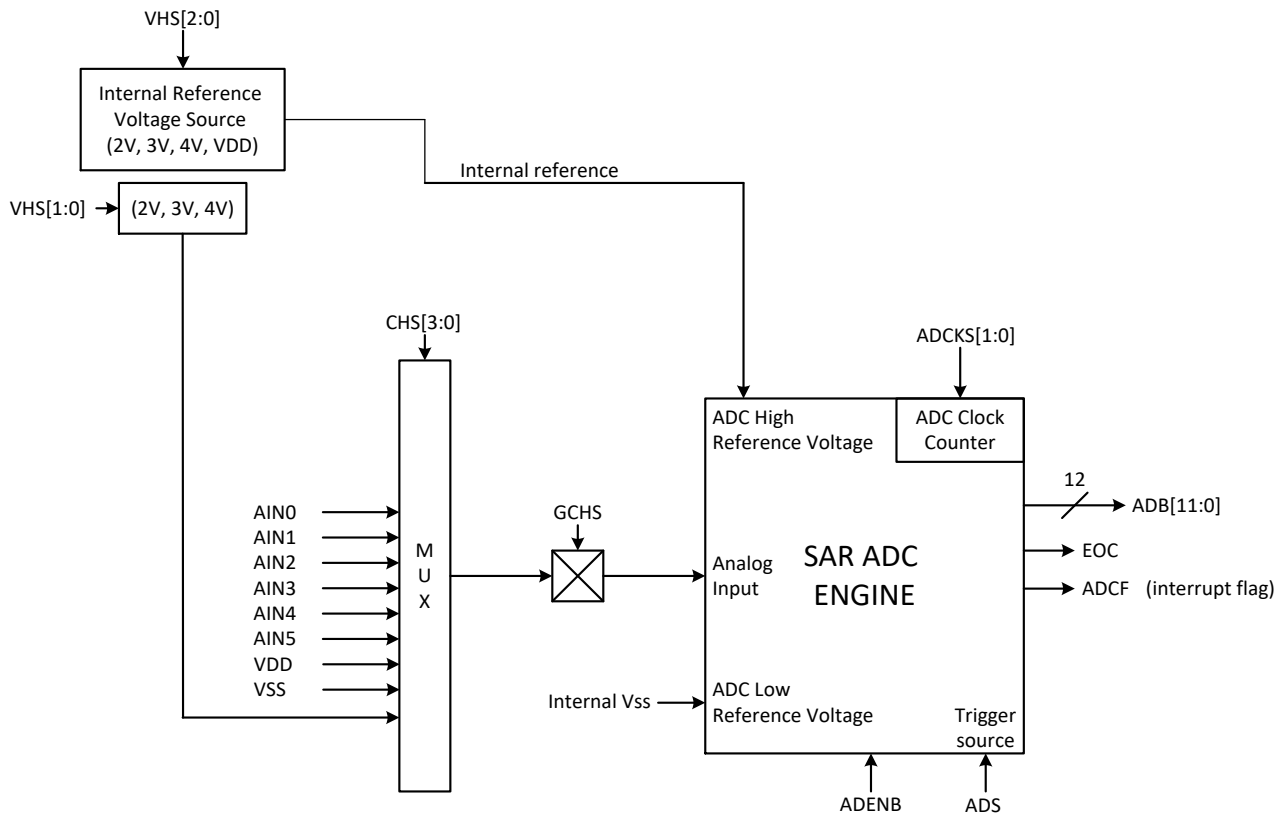 VHS[2:0]
Internal Reference
Voltage Source
(2V, 3V, 4V, VDD)
Internal reference
VHS[1:0]
(2V, 3V, 4V)
CHS[3:0]
ADCKS[1:0]
ADC High
Reference Voltage
ADC Clock
Counter
12
ADB[11:0]
AIN0
AIN1
AIN2
AIN3
AIN4
AIN5
VDD
VSS
M
U
X
GCHS
Analog
Input
SAR ADC
ENGINE
EOC
ADCF (interrupt flag)
Internal Vss
ADC Low
Reference Voltage
Trigger
source
ADENB
ADS